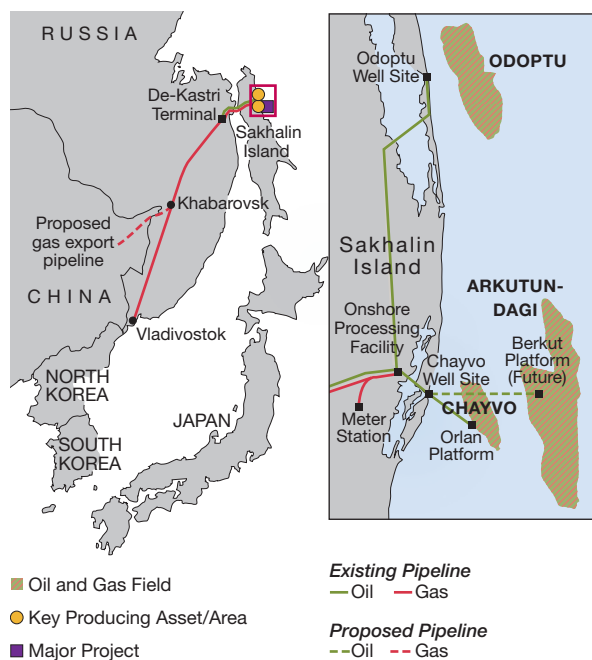 RUSSIA
De-Kastri
Terminal
Sakhalin
Island
Khabarovsk
Proposed
gas export
pipeline
CHINA
Vladivostok
NORTH
KOREA
JAPAN
SOUTH
KOREA
Odoptu
Well Site
ODOPTU
Sakhalin
Island
ARKUTUN-
DAGI
Onshore
Processing
Facility
Chayvo
Well Site
Berkut
Platform
(Future)
CHAYVO
Meter
Station
Orlan
Platform
Oil and Gas Field
Key Producing Asset/Area
Major Project
Existing Pipeline
Oil Gas
Proposed Pipeline
Oil Gas